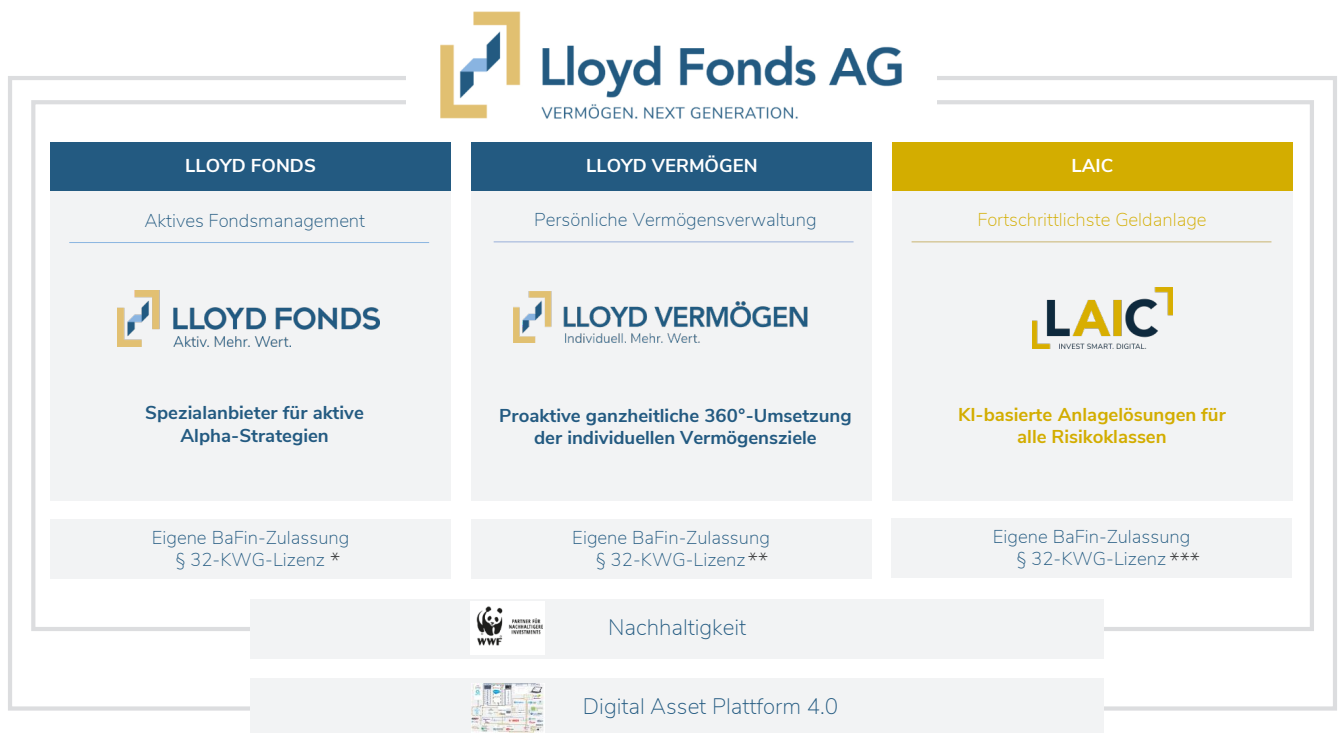 Lloyd Fonds AG
VERMÖGEN. NEXT GENERATION.
LLOYD FONDS
Aktives Fondsmanagement
LLOYD FONDS
Aktiv. Mehr. Wert.
Spezialanbieter für aktive
Alpha-Strategien
Eigene BaFin-Zulassung
§ 32-KWG-Lizenz *
LLOYD VERMÖGEN
Persönliche Vermögensverwaltung
LLOYD VERMÖGEN
Individuell. Mehr. Wert.
Proaktive ganzheitliche 360°-Umsetzung
der individuellen Vermögensziele
Eigene BaFin-Zulassung
§ 32-KWG-Lizenz **
LAIC
Fortschrittlichste Geldanlage
LAIC
INVEST SMART. DIGITAL.
KI-basierte Anlagelösungen für
alle Risikoklassen
Eigene BaFin-Zulassung
§ 32-KWG-Lizenz ***
WWF
PARTNER FÜR
NACHHALTIGERE
INVESTMENTS
Nachhaltigkeit
Digital Asset Plattform 4.0